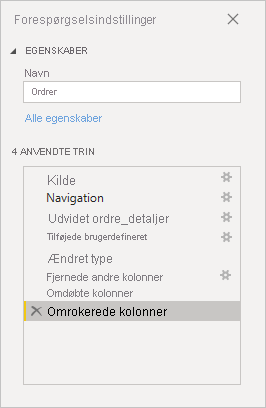 Forespørgselsindstillinger
EGENSKABER
Navn
Ordrer
Alle egenskaber
4 ANVENDTE TRIN
Kilde
Navigation
Udvidet ordre_detaljer
Tilføjede brugerdefineret
Ændret type
Fjernede andre kolonner
Omdøbte kolonner
Omrokerede kolonner